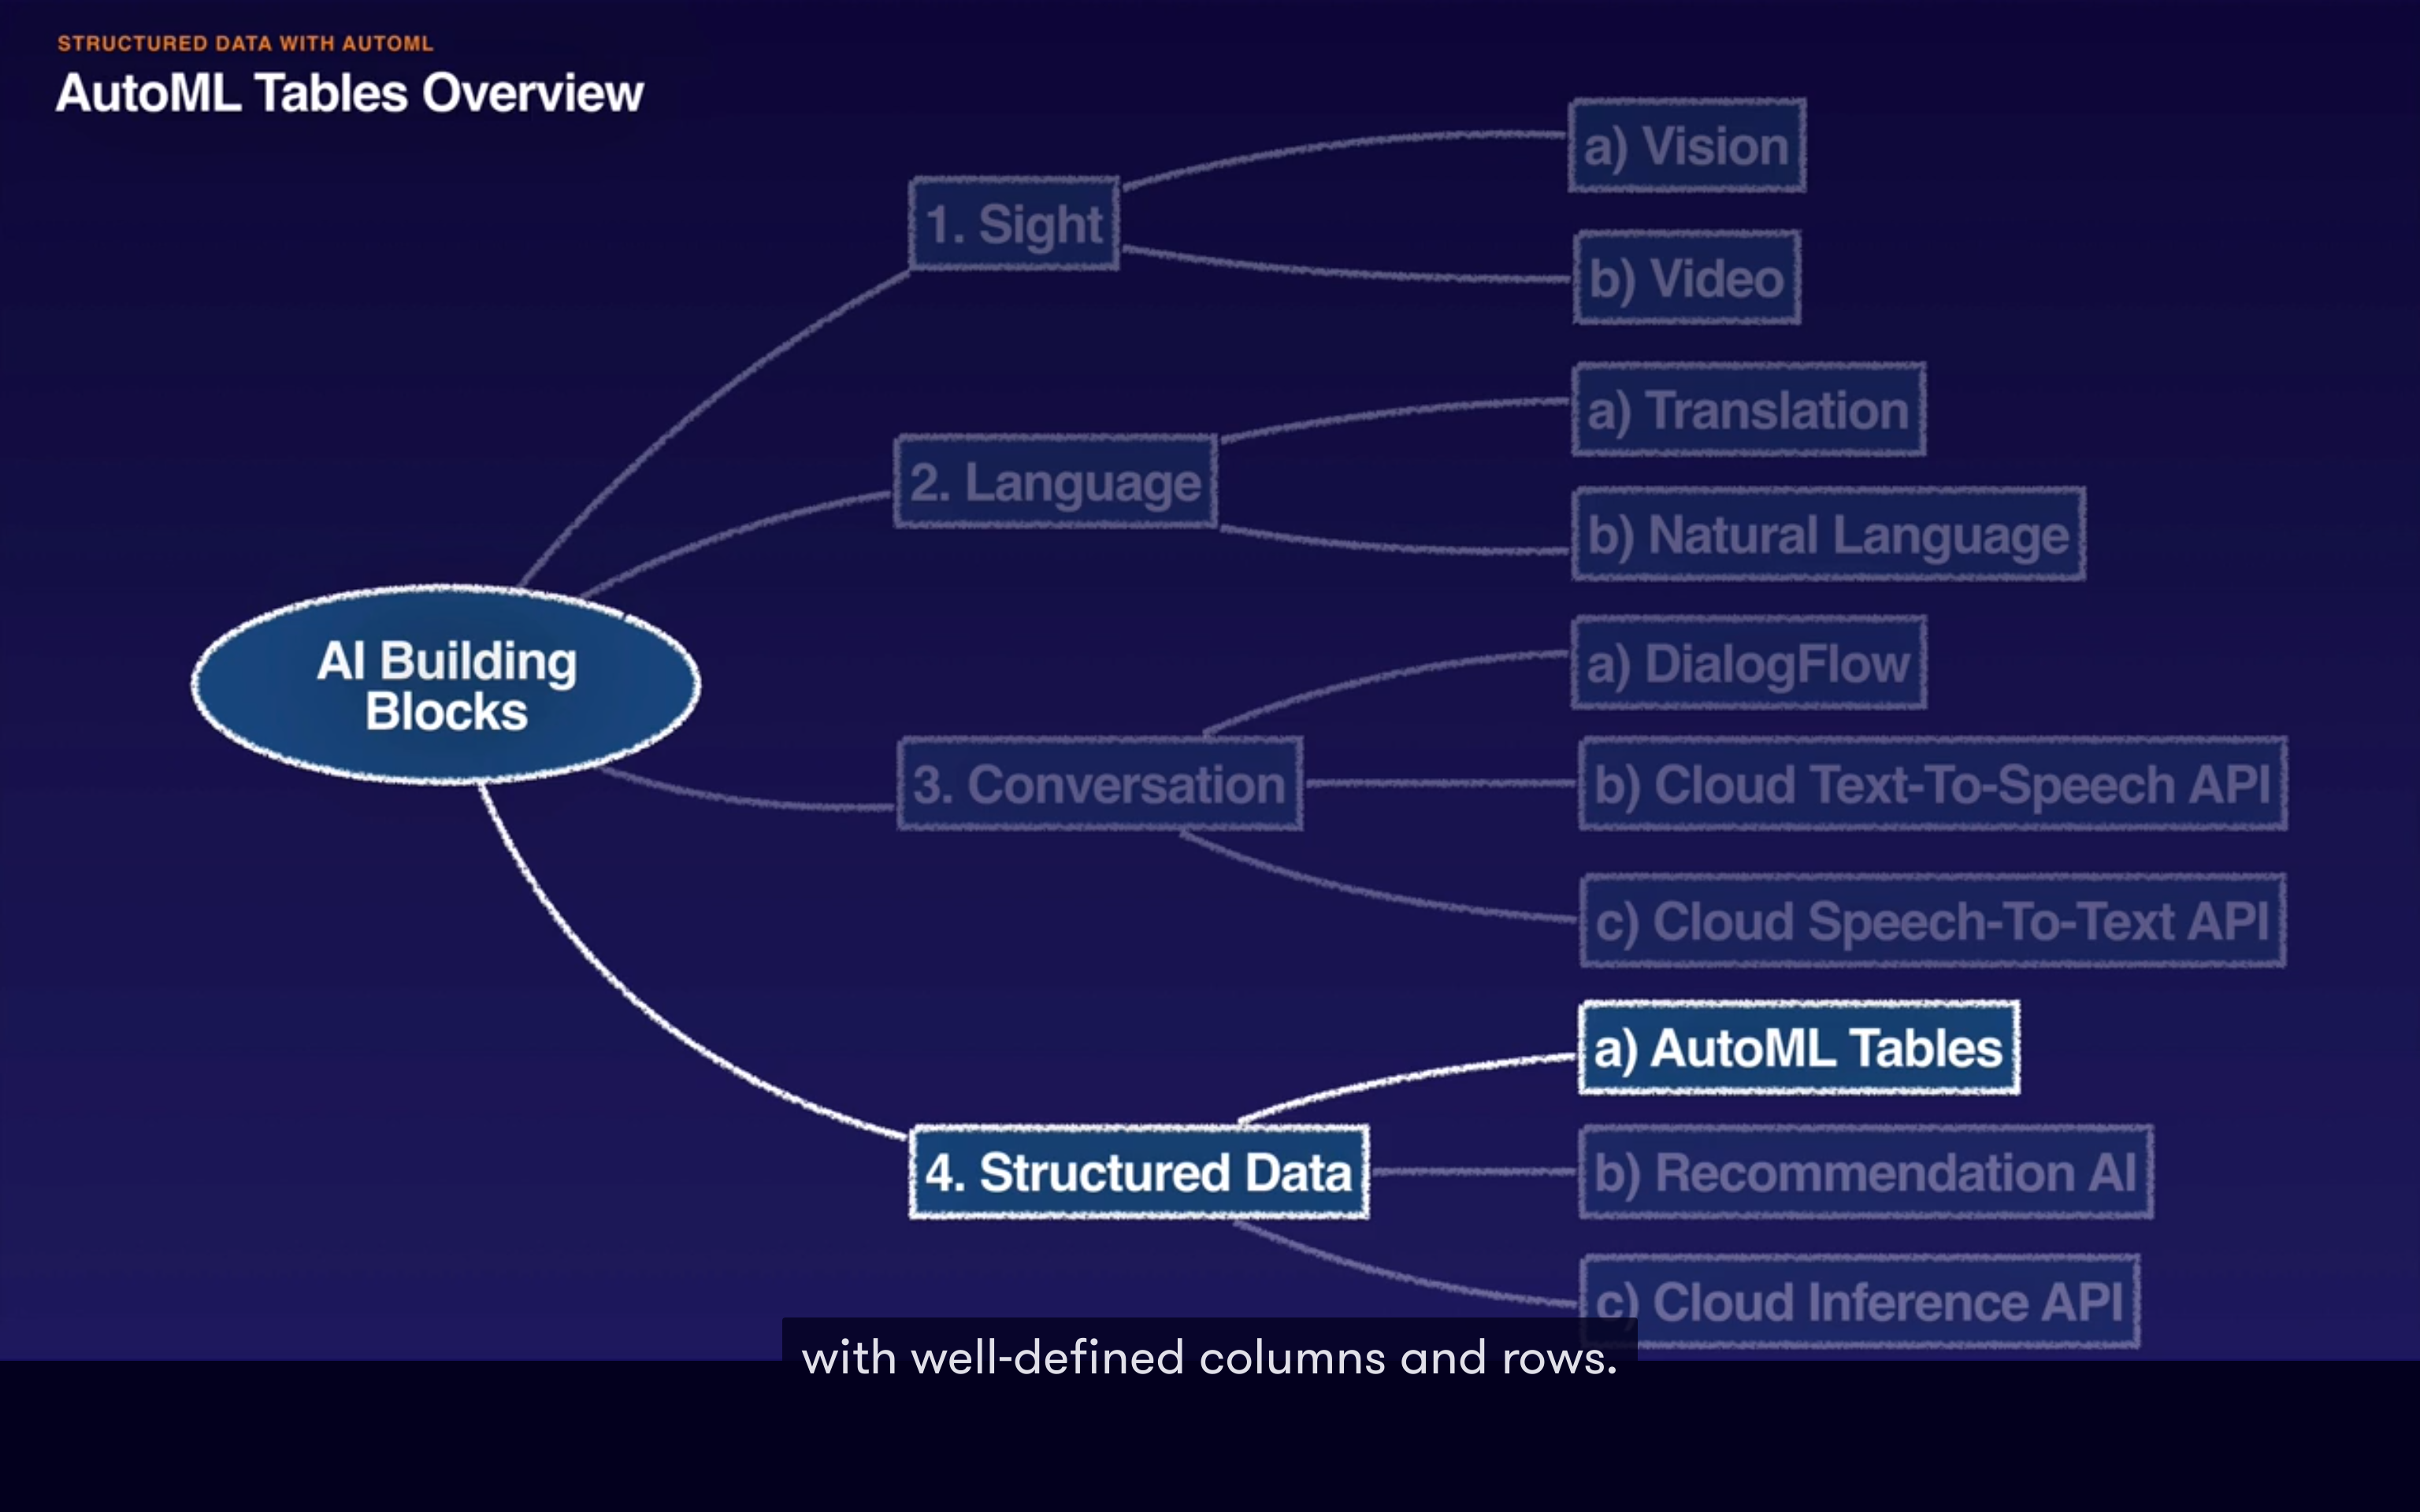 STRUCTURED DATA WITH AUTOML
AutoML Tables Overview
AI Building
Blocks
1. Sight
a) Vision
b) Video
2. Language
a) Translation
b) Natural Language
3. Conversation
a) DialogFlow
b) Cloud Text-To-Speech API
c) Cloud Speech-To-Text API
4. Structured Data
a) AutoML Tables
b) Recommendation AI
c) Cloud Inference API
with well-defined columns and rows.